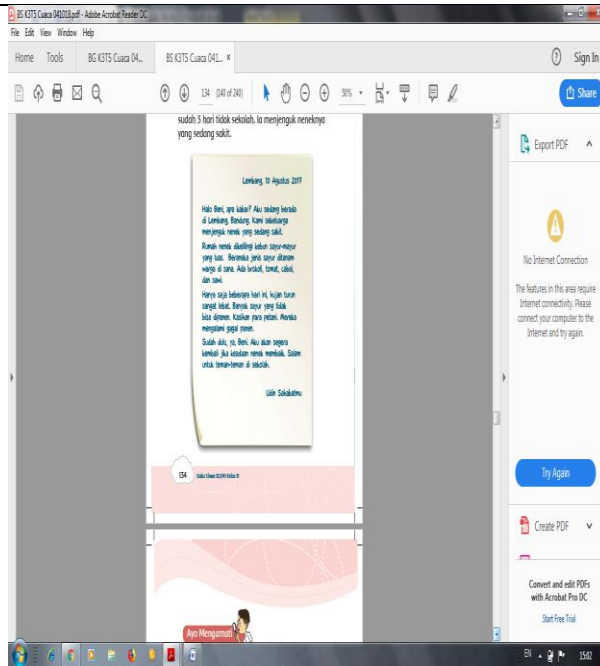 BS K3T5 Cuaca 041018.pdf - Adobe Acrobat Reader DC
File Edit View Window Help
Home Tools BG K3T5 Cuaca 04... BS K3T5 Cuaca 041... × Sign In
134 (140 of 240) 50% Share
sudah 3 hari tidak sekolah. Ia menjenguk neneknya
yang sedang sakit.
Lembang, 10 Agustus 2017
Halo Beni, apa kabar? Aku sedang berada
di Lembang, Bandung. Kami sekeluarga
menjenguk nenek yang sedang sakit.
Rumah nenek dikelilingi kebun sayur-mayur
yang luas. Beraneka jenis sayur ditanam
warga di sana. Ada brokoli, tomat, cabai,
dan sawi.
Hanya saja beberapa hari ini, hujan turun
sangat lebat. Banyak sayur yang tidak
bisa dipanen. Kasihan para petani. Mereka
mengalami gagal panen.
Sudah dulu, ya, Beni. Aku akan segera
kembali jika keadaan nenek membaik. Salam
untuk teman-teman di sekolah.
Udin Sahabatmu
134 Buku Siswa SD/MI Kelas III
Ayo Mengamati
Export PDF
No Internet Connection
The features in this area require
Internet connectivity. Please
connect your computer to the
Internet and try again.
Try Again
Create PDF
Convert and edit PDFs
with Acrobat Pro DC
Start Free Trial
EN 15:02